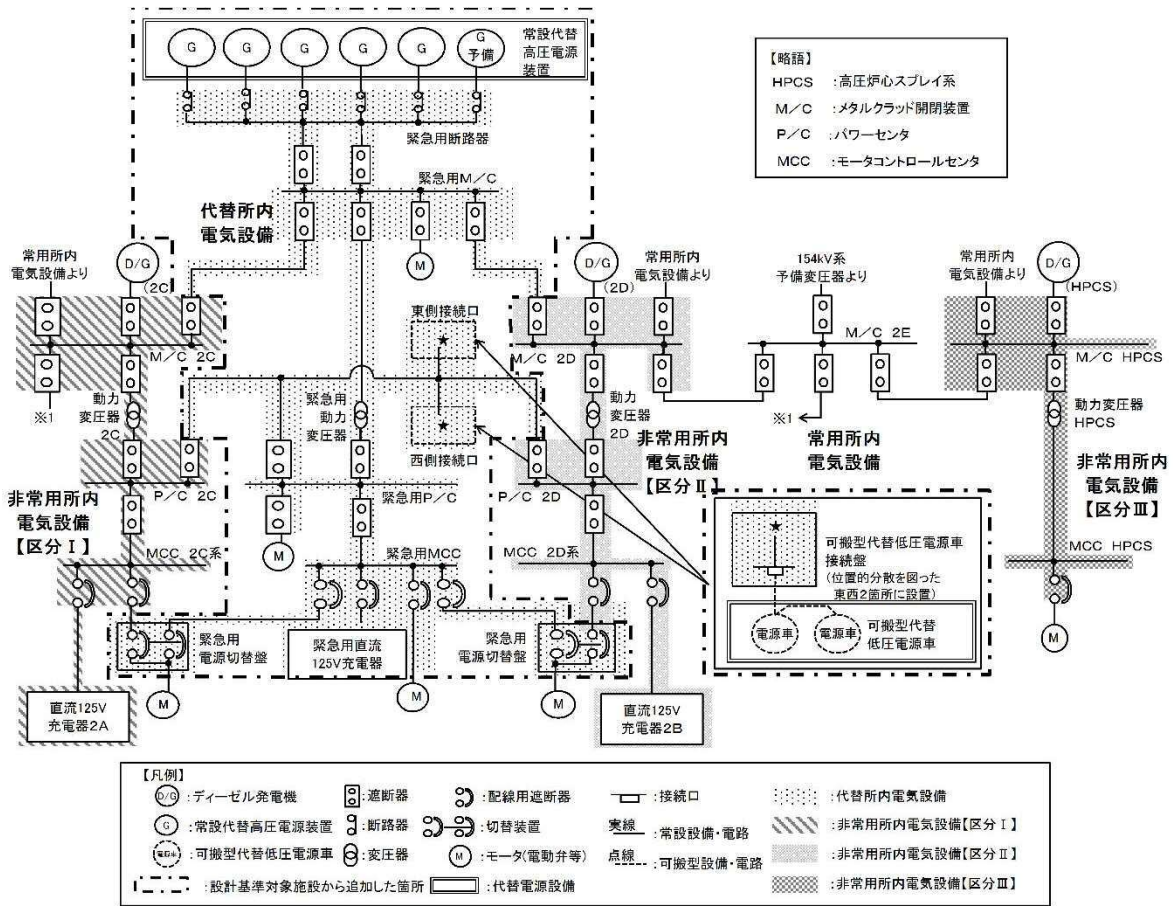 G
G
G
G
G
G
予備
常設代替
高圧電源
装置
緊急用断路器
緊急用M/C
代替所内
電気設備
M
【略語】
HPCS :高圧炉心スプレイ系
M/C :メタルクラッド開閉装置
P/C :パワーセンタ
MCC :モータコントロールセンタ
常用所内
電気設備より
D/G
(2C)
D/G
(2D)
常用所内
電気設備より
154kV系
予備変圧器より
常用所内
電気設備より
D/G
(HPCS)
東側接続口
M/C 2C
M/C 2D
M/C 2E
M/C HPCS
※1
動力
変圧器
2C
緊急用
動力
変圧器
西側接続口
動力
変圧器
2D
非常用所内
電気設備
【区分Ⅱ】
※1
常用所内
電気設備
動力変圧器
HPCS
非常用所内
電気設備
【区分Ⅲ】
P/C 2C
緊急用P/C
P/C 2D
非常用所内
電気設備
【区分Ⅰ】
M
MCC 2C系
緊急用MCC
MCC 2D系
MCC HPCS
可搬型代替低圧電源車
接続盤
(位置的分散を図った
東西2箇所に設置)
電源車
電源車
可搬型代替
低圧電源車
緊急用
電源切替盤
緊急用直流
125V充電器
緊急用
電源切替盤
M
直流125V
充電器2A
M
M
M
直流125V
充電器2B
【凡例】
D/G :ディーゼル発電機
:遮断器
:配線用遮断器
:接続口
:代替所内電気設備
G :常設代替高圧電源装置
:断路器
:切替装置
実線
:常設設備・電路
:非常用所内電気設備【区分Ⅰ】
電源車 :可搬型代替低圧電源車
:変圧器
M :モータ(電動弁等)
点線
:可搬型設備・電路
:非常用所内電気設備【区分Ⅱ】
:設計基準対象施設から追加した箇所
:代替電源設備
:非常用所内電気設備【区分Ⅲ】